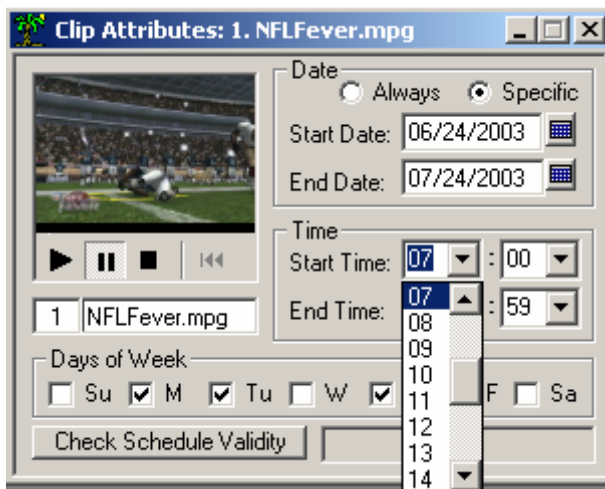 Clip Attributes: 1. NFLFever.mpg
Date
Always Specific
Start Date: 06/24/2003
End Date: 07/24/2003
Time
Start Time: 07 : 00
End Time: : 59
07
08
09
10
11
12
13
14
1 NFLFever.mpg
Days of Week
Su M Tu W F Sa
Check Schedule Validity